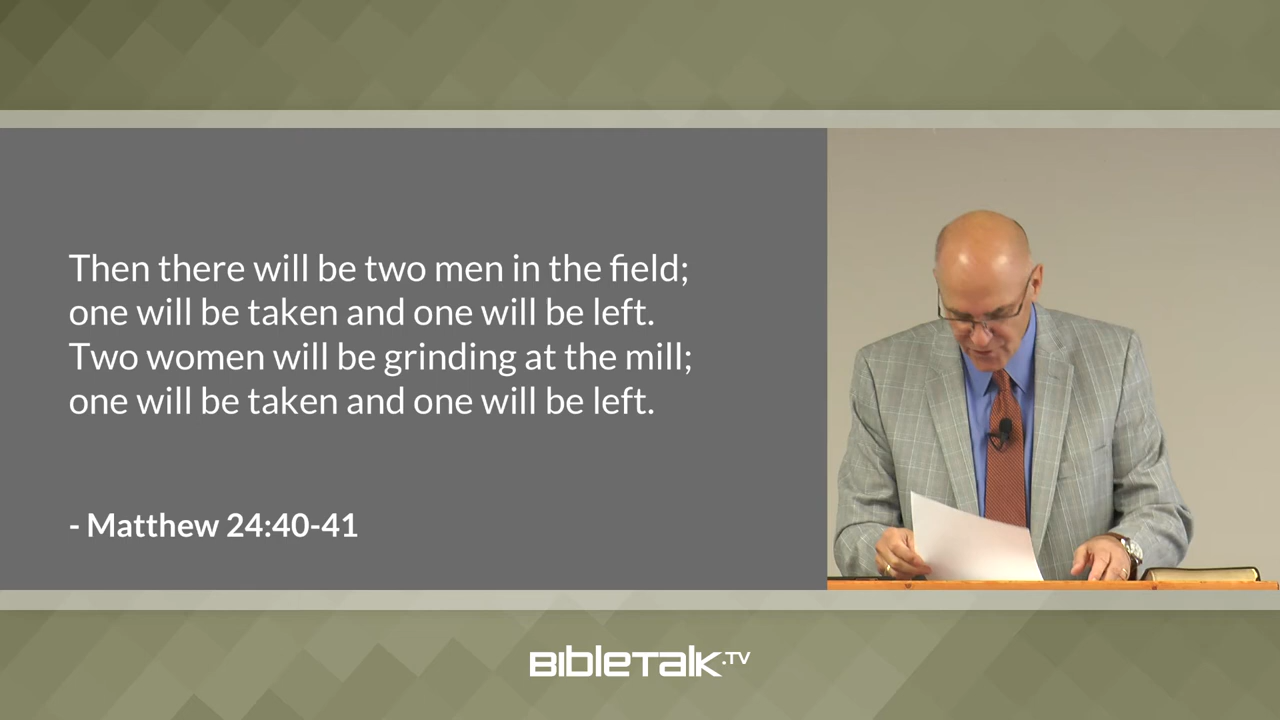 Then there will be two men in the field;
one will be taken and one will be left.
Two women will be grinding at the mill;
one will be taken and one will be left.
- Matthew 24:40-41
BibleTalk.TV